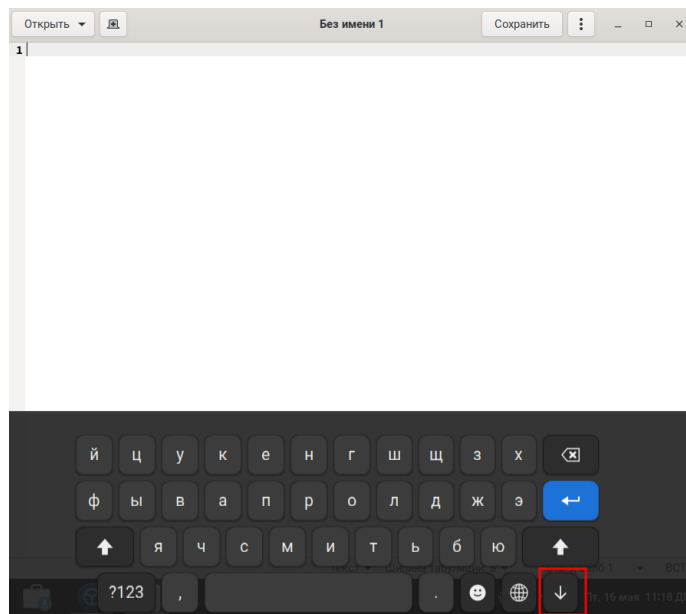 Открыть
Без имени 1
Сохранить
1
й ц у к е н г ш щ з х
ф ы в а п р о л д ж э
я ч с м и т ь б ю
?123 , .
Пт, 16 мая 11:18